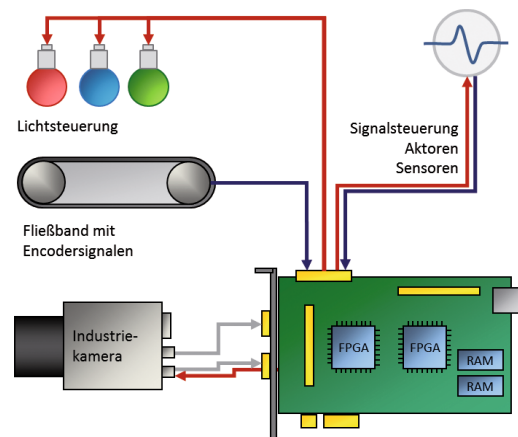 Lichtsteuerung
Signalsteuerung
Aktoren
Sensoren
Fließband mit
Encodersignalen
Industrie-
kamera
FPGA
FPGA
RAM
RAM